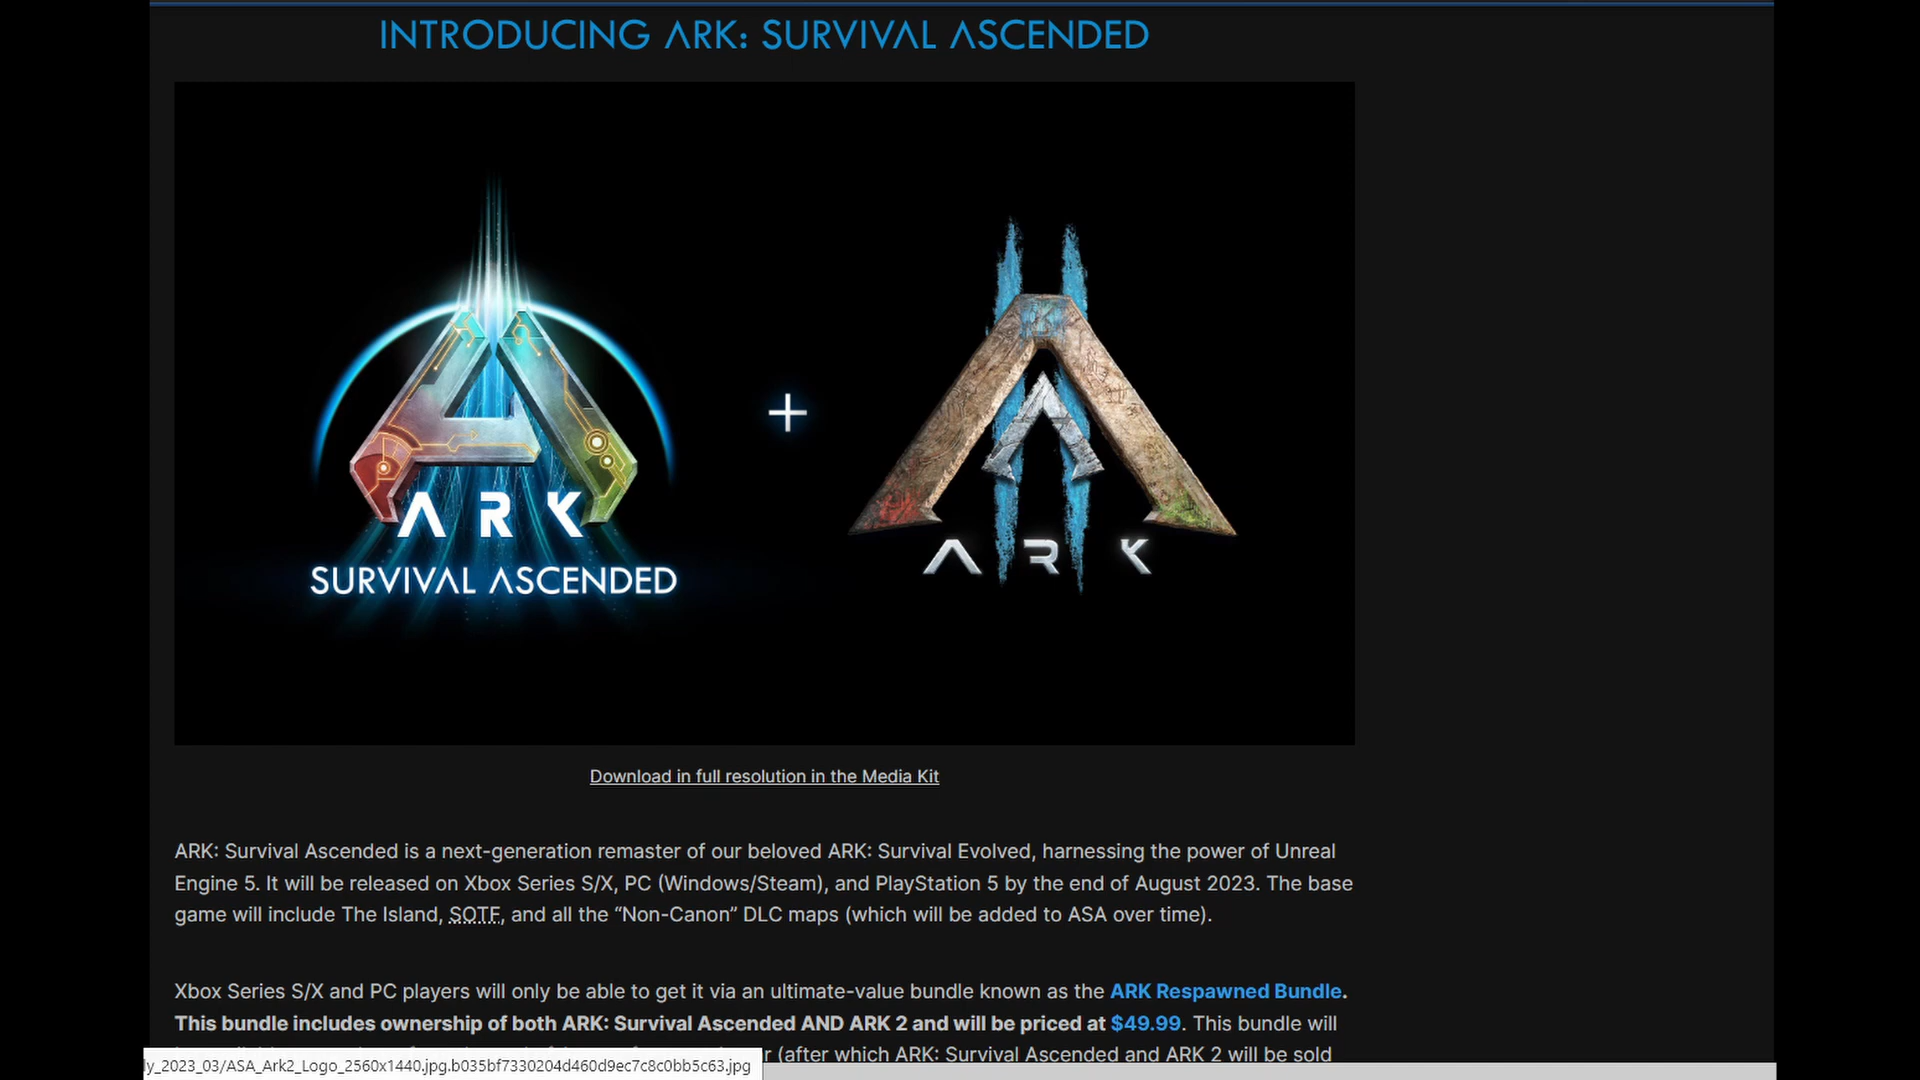 INTRODUCING ARK: SURVIVAL ASCENDED
ARK
SURVIVAL ASCENDED
+
ARK
Download in full resolution in the Media Kit
ARK: Survival Ascended is a next-generation remaster of our beloved ARK: Survival Evolved, harnessing the power of Unreal
Engine 5. It will be released on Xbox Series S/X, PC (Windows/Steam), and PlayStation 5 by the end of August 2023. The base
game will include The Island, SOTF, and all the “Non-Canon” DLC maps (which will be added to ASA over time).
Xbox Series S/X and PC players will only be able to get it via an ultimate-value bundle known as the ARK Respawned Bundle.
This bundle includes ownership of both ARK: Survival Ascended AND ARK 2 and will be priced at $49.99. This bundle will
(after which ARK: Survival Ascended and ARK 2 will be sold
ly_2023_03/ASA_Ark2_Logo_2560x1440.jpg.b035bf7330204d460d9ec7c8c0bb5c63.jpg